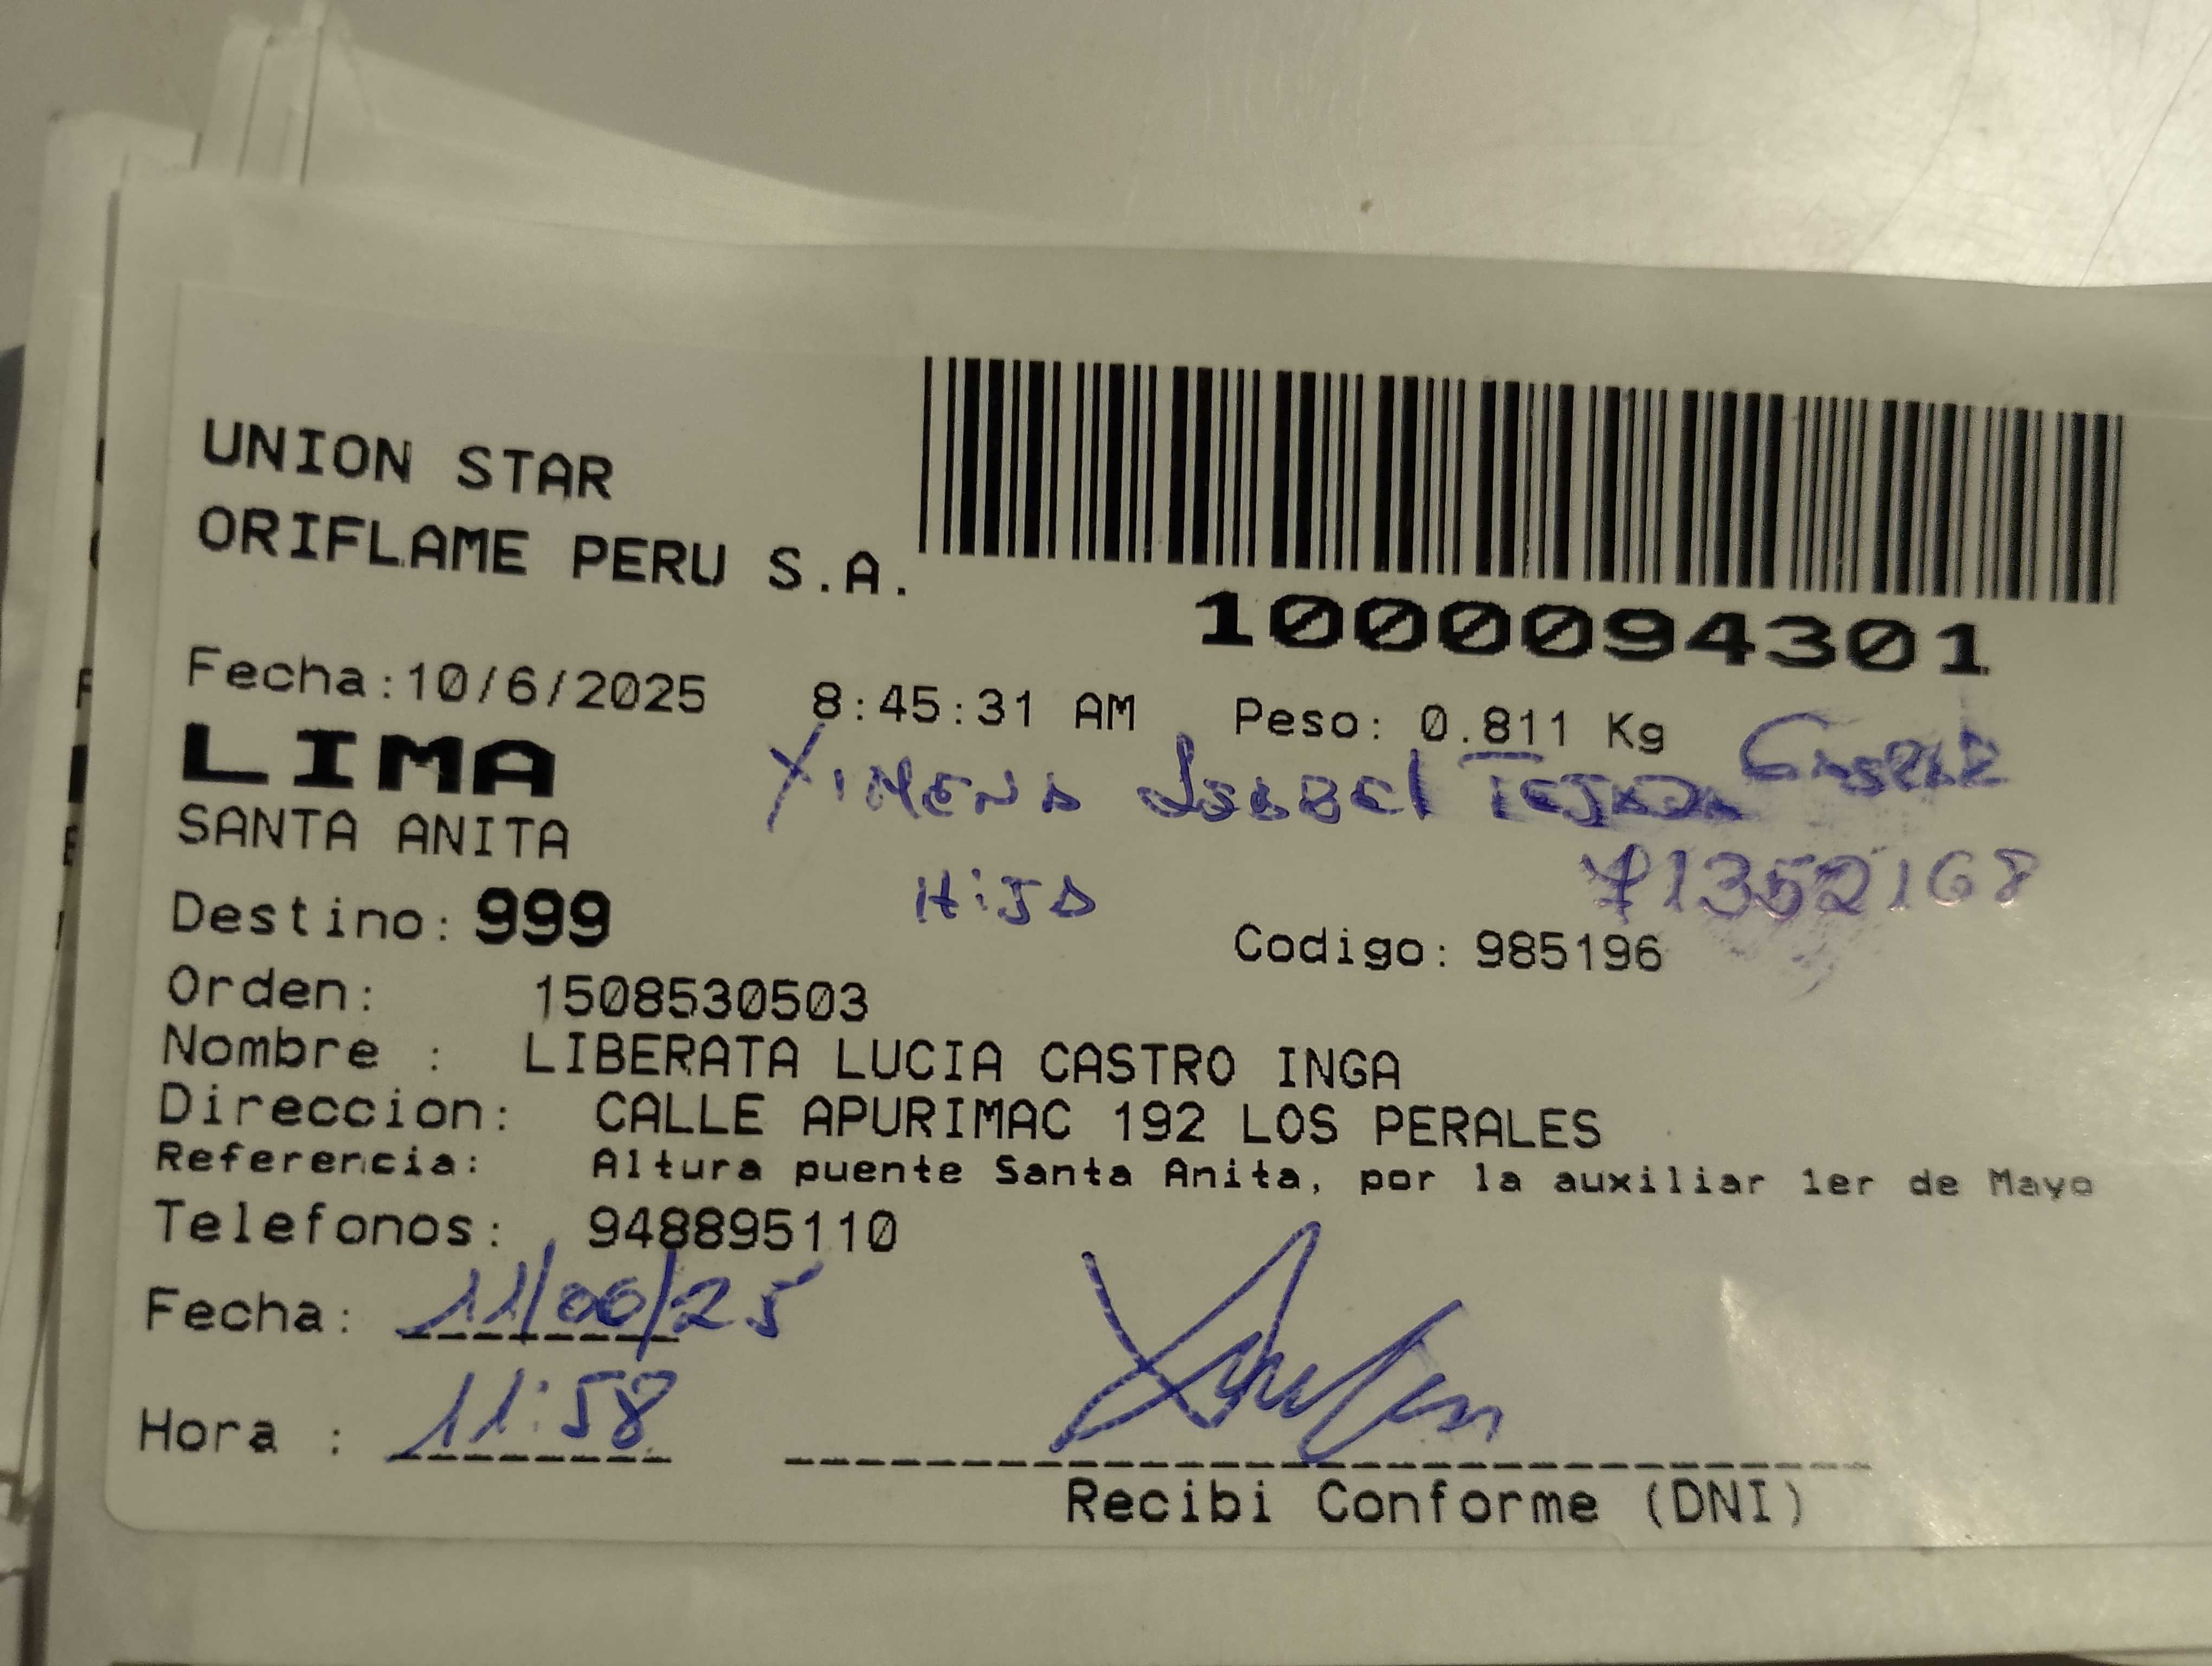 UNION STAR
ORIFLAME PERU S.A.
1000094301
Fecha:10/6/2025 8:45:31 AM Peso: 0.811 Kg
LIMA
XIMENA ISABEL TEJADA
SANTA ANITA
HIJA 71352168
Destino: 999
Codigo: 985196
Orden: 1508530503
Nombre : LIBERATA LUCIA CASTRO INGA
Direccion: CALLE APURIMAC 192 LOS PERALES
Referencia: Altura puente Santa Anita, por la auxiliar 1er de Mayo
Telefonos: 948895110
Fecha: 11/06/25
Hora : 11:58
Recibi Conforme (DNI)